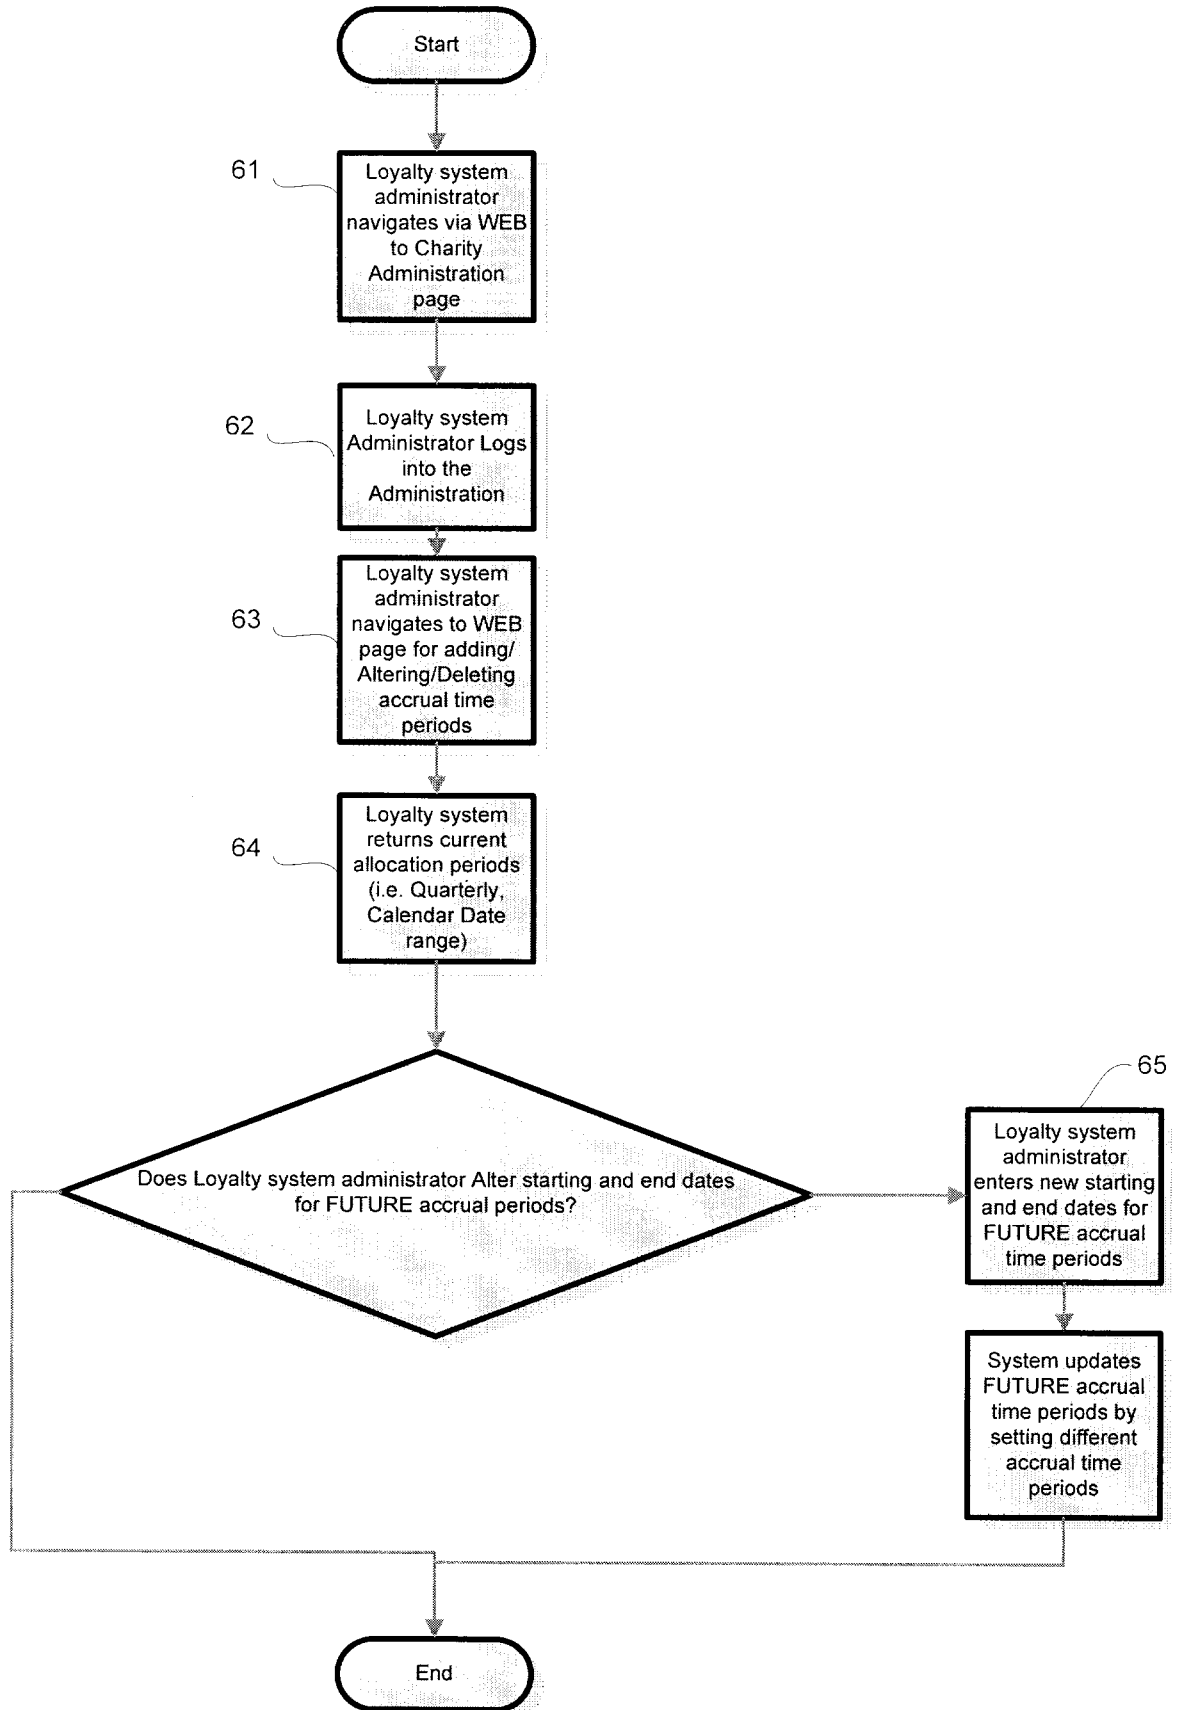 Start
61
Loyalty system
administrator
navigates via WEB
to Charity
Administration
page
62
Loyalty system
Administrator Logs
into the
Administration
63
Loyalty system
administrator
navigates to WEB
page for adding/
Altering/Deleting
accrual time
periods
64
Loyalty system
returns current
allocation periods
(i.e. Quarterly,
Calendar Date
range)
Does Loyalty system administrator Alter starting and end dates
for FUTURE accrual periods?
65
Loyalty system
administrator
enters new starting
and end dates for
FUTURE accrual
time periods
System updates
FUTURE accrual
time periods by
setting different
accrual time
periods
End